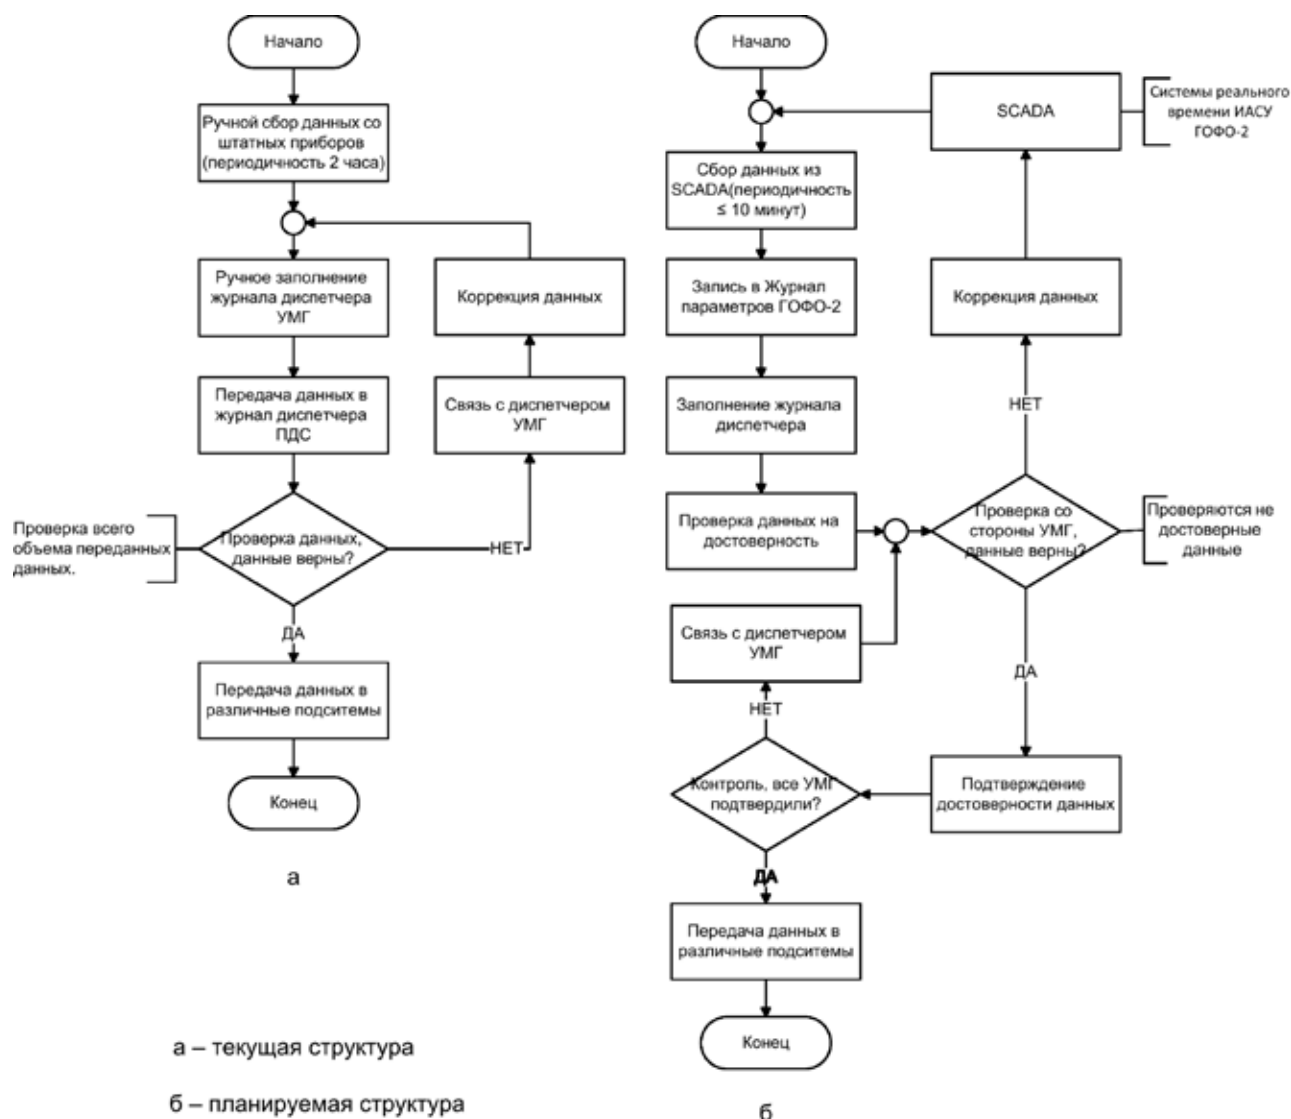 Начало
Ручной сбор данных со
штатных приборов
(периодичность 2 часа)
Ручное заполнение
журнала диспетчера
УМГ
Коррекция данных
Передача данных в
журнал диспетчера
ПДС
Связь с диспетчером
УМГ
Проверка всего
объема переданных
данных.
Проверка данных,
данные верны?
НЕТ
ДА
Передача данных в
различные подситемы
Конец
а
а – текущая структура
б – планируемая структура
Начало
SCADA
Системы реального
времени ИАСУ
ГОФО-2
Сбор данных из
SCADA(периодичность
≤ 10 минут)
Запись в Журнал
параметров ГОФО-2
Коррекция данных
Заполнение журнала
диспетчера
НЕТ
Проверка данных на
достоверность
Проверка со
стороны УМГ,
данные верны?
Проверяются не
достоверные
данные
Связь с диспетчером
УМГ
ДА
НЕТ
Контроль, все УМГ
подтвердили?
Подтверждение
достоверности данных
ДА
Передача данных в
различные подситемы
Конец
б